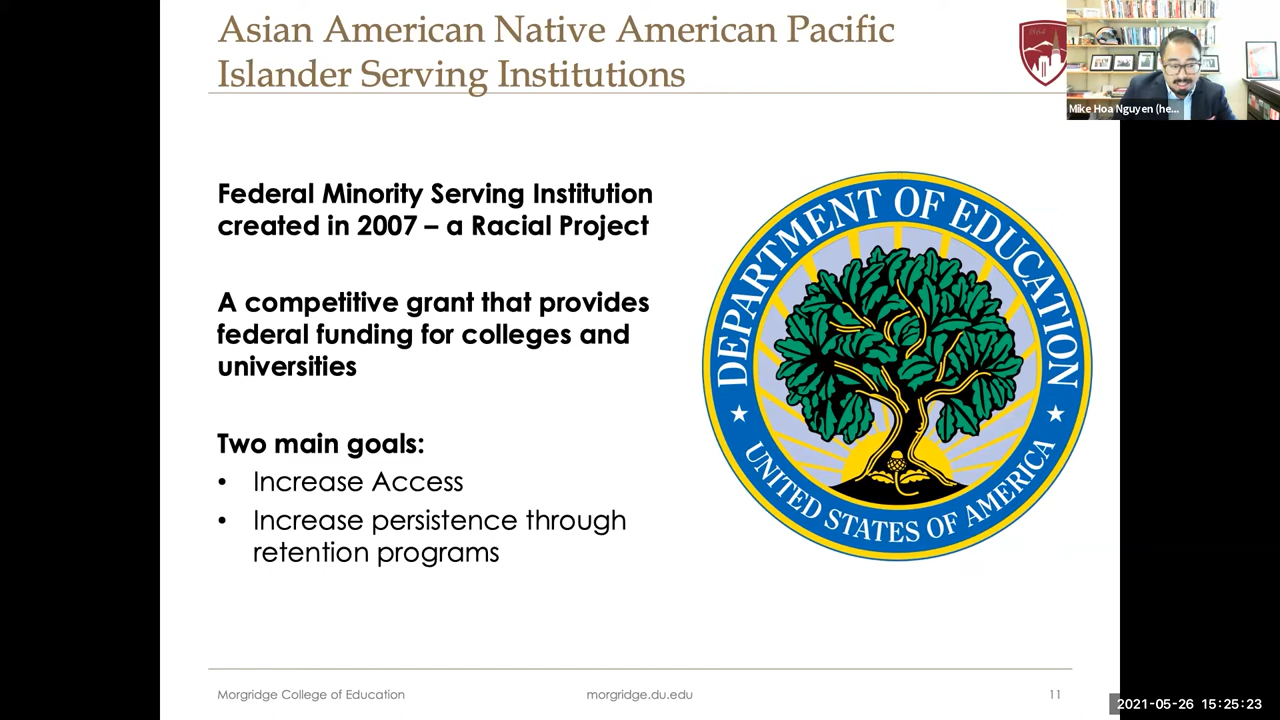 Asian American Native American Pacific
Islander Serving Institutions
Mike Hoa Nguyen (he...
Federal Minority Serving Institution
created in 2007 – a Racial Project
A competitive grant that provides
federal funding for colleges and
universities
Two main goals:
• Increase Access
• Increase persistence through
retention programs
DEPARTMENT OF EDUCATION
UNITED STATES OF AMERICA
Morgridge College of Education
morgridge.du.edu
11
2021-05-26 15:25:23